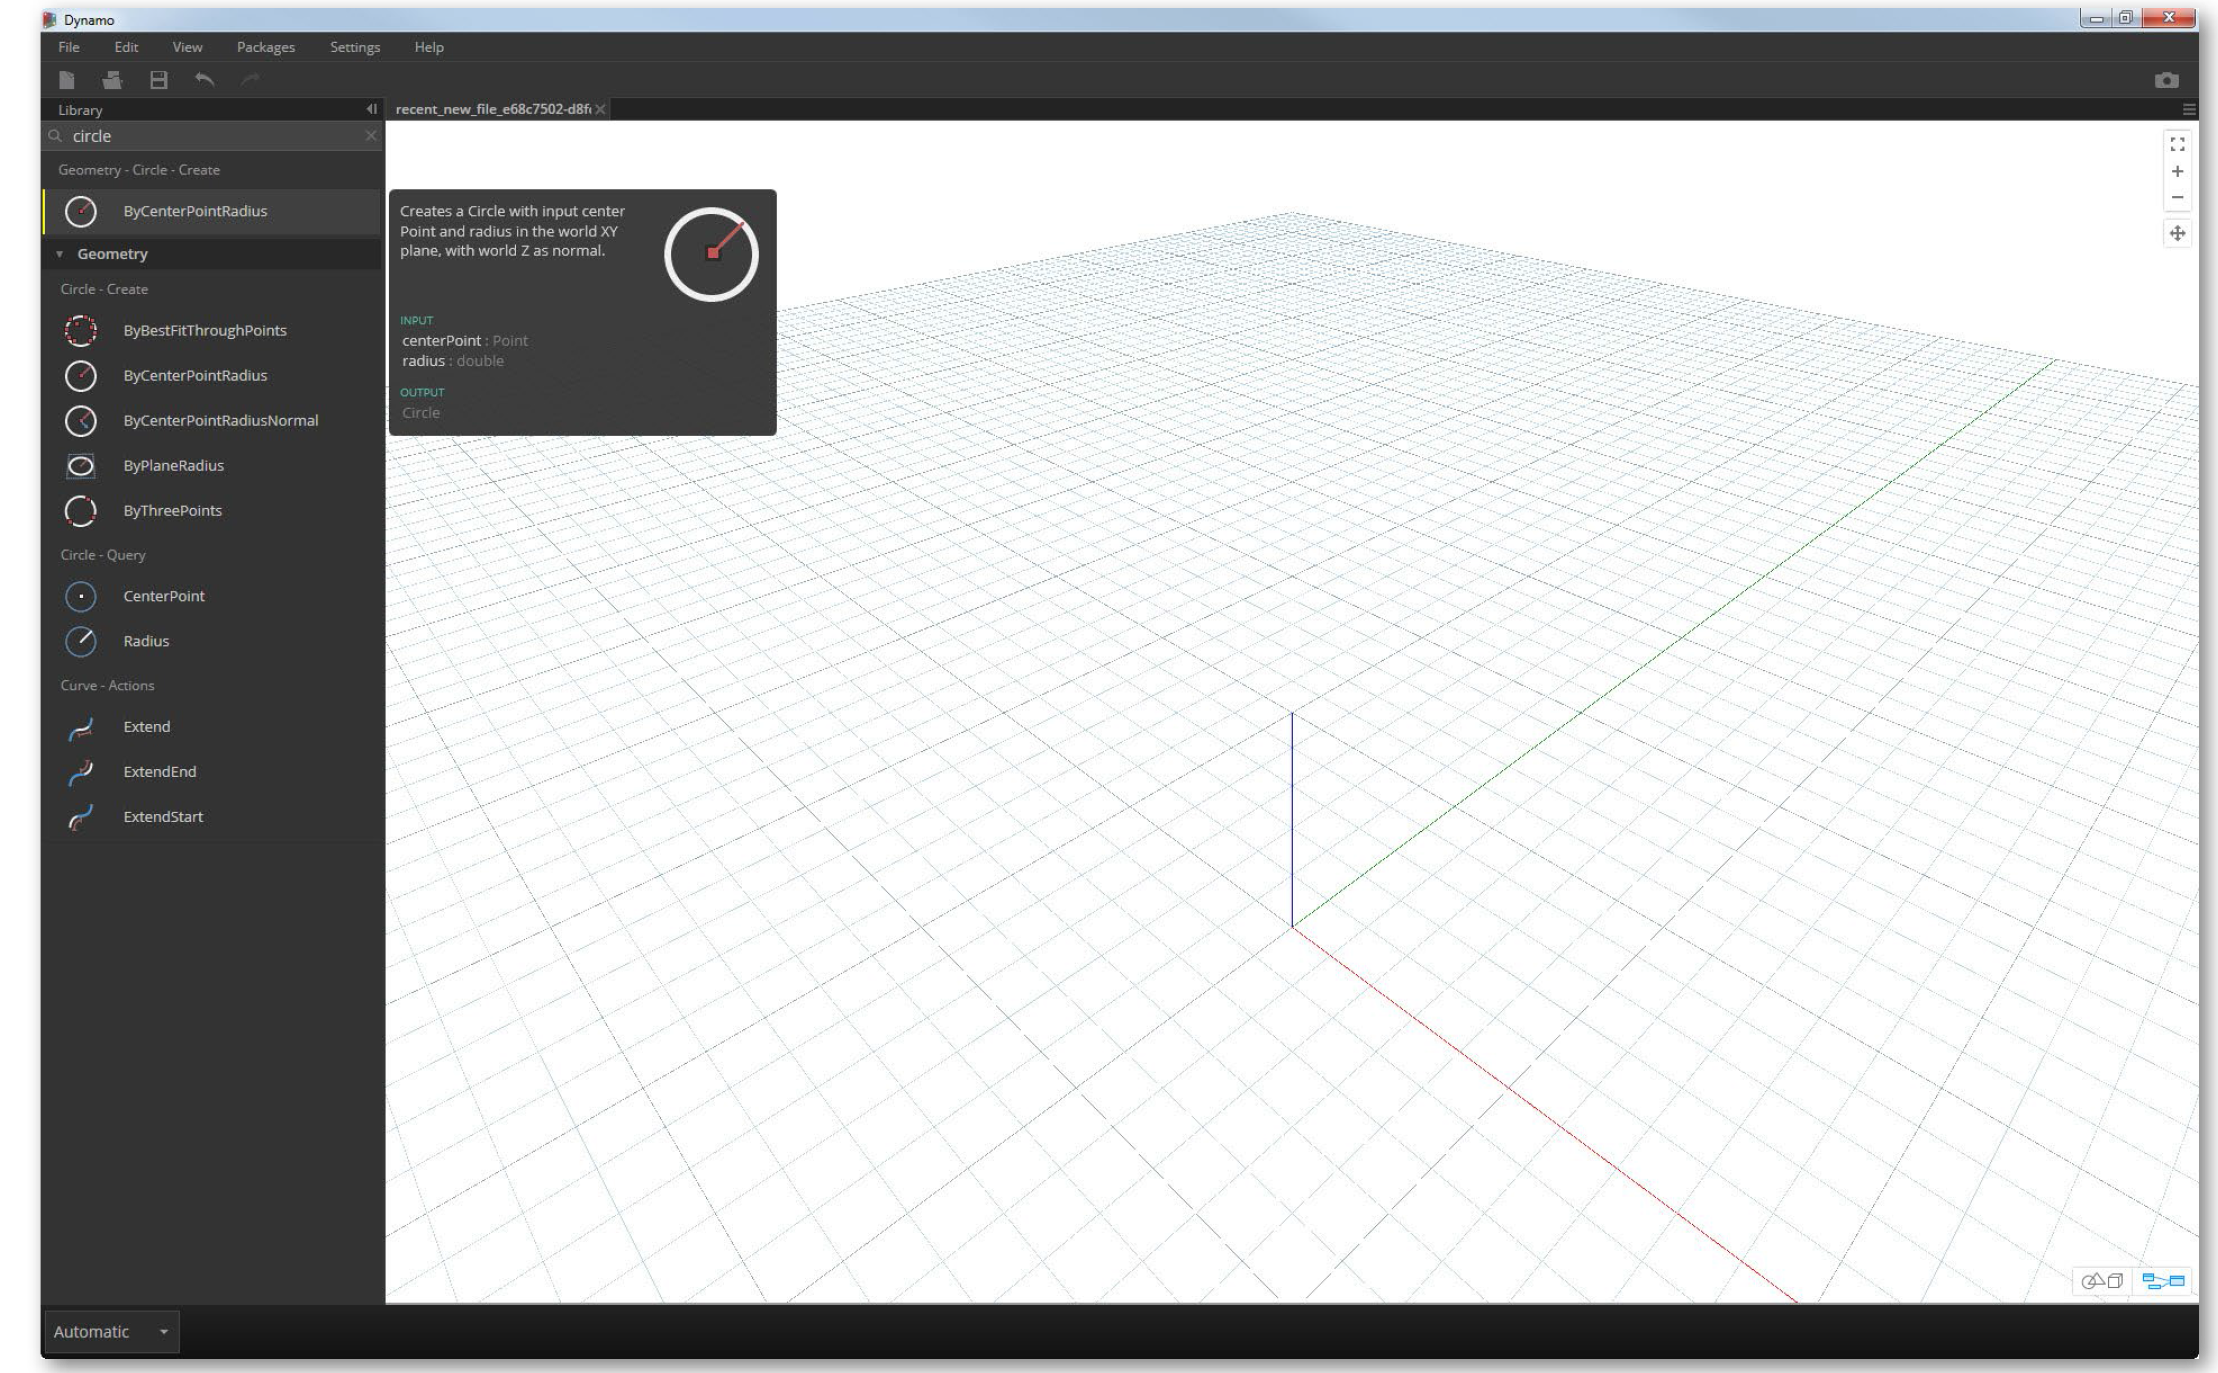 Dynamo
File Edit View Packages Settings Help
Library
recent_new_file_e68c7502-d8f
circle
Geometry - Circle - Create
ByCenterPointRadius
Geometry
Circle - Create
ByBestFitThroughPoints
ByCenterPointRadius
ByCenterPointRadiusNormal
ByPlaneRadius
ByThreePoints
Circle - Query
CenterPoint
Radius
Curve - Actions
Extend
ExtendEnd
ExtendStart
Creates a Circle with input center
Point and radius in the world XY
plane, with world Z as normal.
INPUT
centerPoint : Point
radius : double
OUTPUT
Circle
Automatic